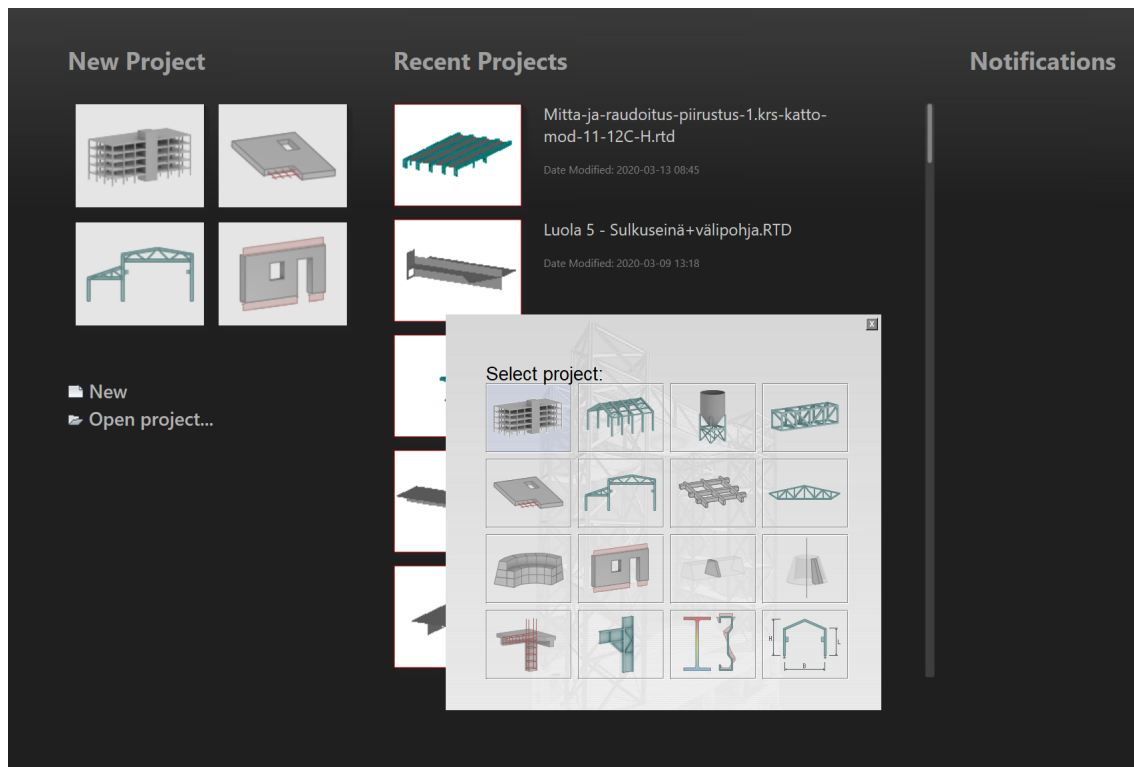 New Project
Recent Projects
Notifications
Mitta-ja-raudoitus-piirustus-1.krs-katto-
mod-11-12C-H.rtd
Date Modified: 2020-03-13 08:45
Luola 5 - Sulkuseinä+välipohja.RTD
Date Modified: 2020-03-09 13:18
New
Open project...
X
Select project:
H
L
B